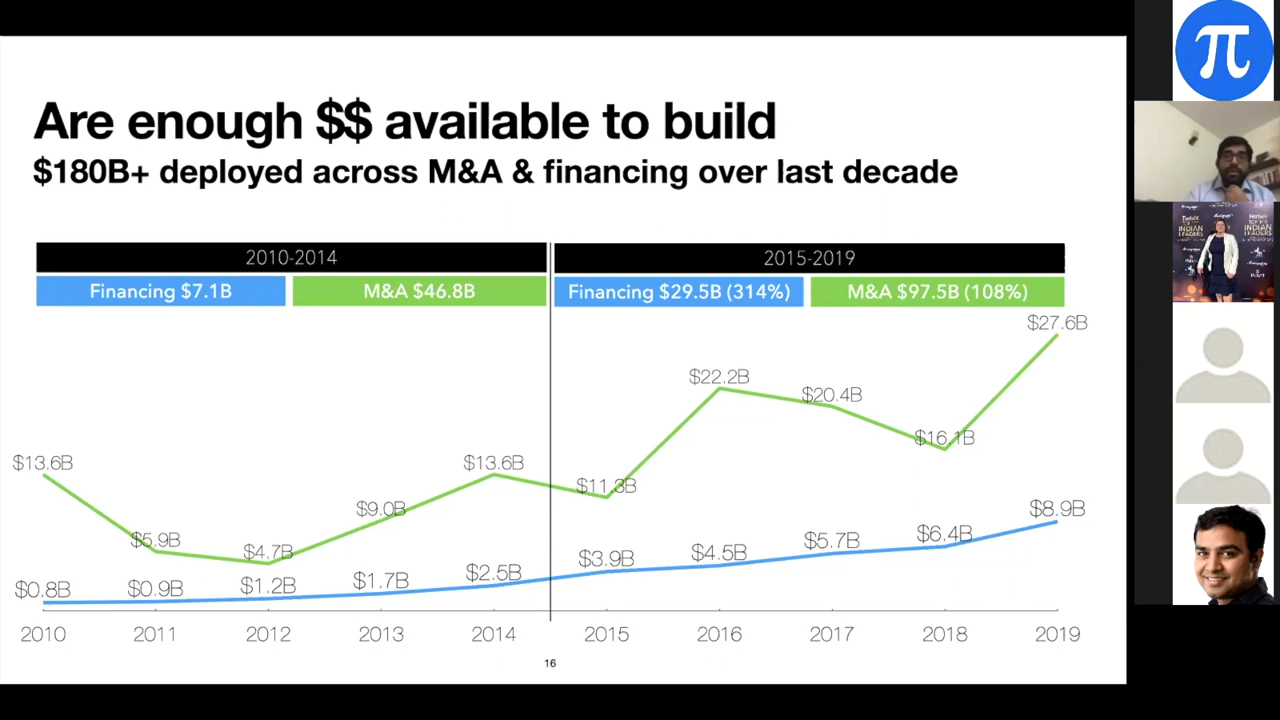 Are enough $$ available to build
$180B+ deployed across M&A & financing over last decade
2010-2014
2015-2019
Financing $7.1B
M&A $46.8B
Financing $29.5B (314%)
M&A $97.5B (108%)
$27.6B
$22.2B
$20.4B
$16.1B
$13.6B
$13.6B
$11.3B
$9.0B
$5.9B
$4.7B
$8.9B
$6.4B
$5.7B
$4.5B
$3.9B
$2.5B
$1.7B
$1.2B
$0.9B
$0.8B
2010 2011 2012 2013 2014 2015 2016 2017 2018 2019
16
π
INDIAN
LEADERS
INDIAN
LEADERS